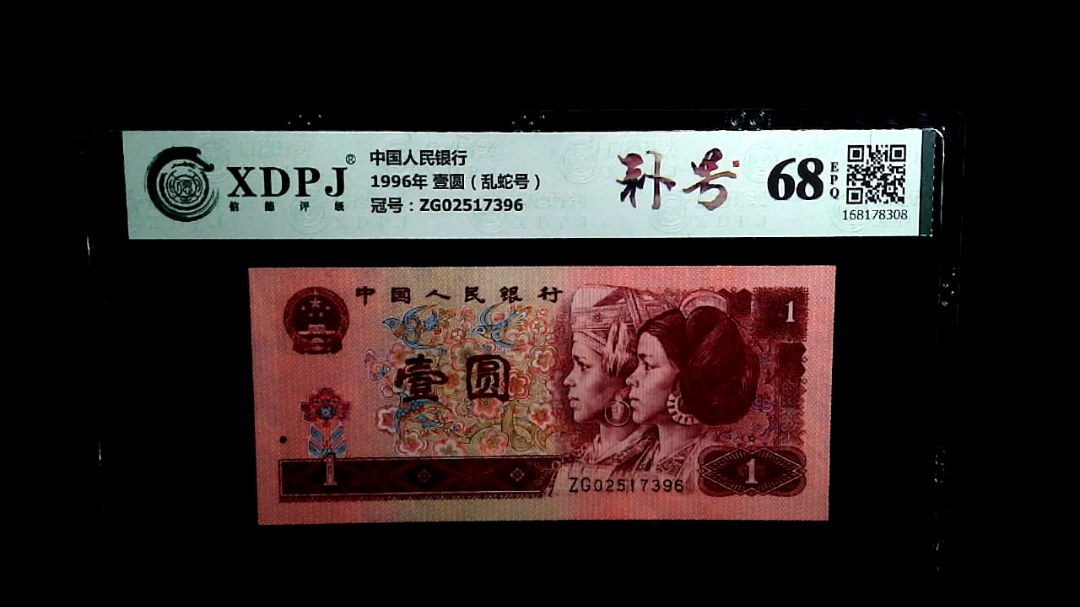 XDPJ®
信德评级
中国人民银行
1996年 壹圆（乱蛇号）
冠号：ZG02517396
补号
68
EPQ
168178308
中国人民银行
1
壹圆
1
ZG02517396
1